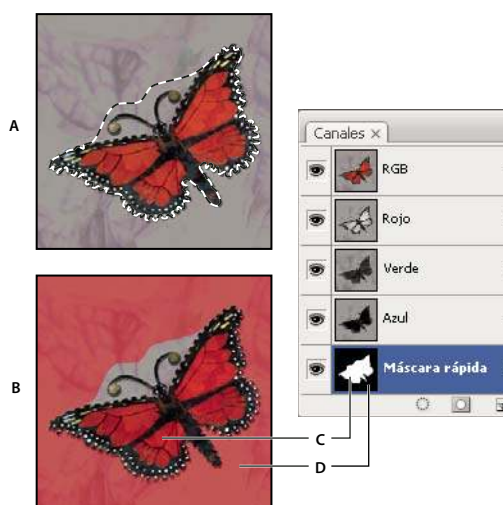 A
Canales ×
RGB
Rojo
Verde
Azul
B
Máscara rápida
C
D